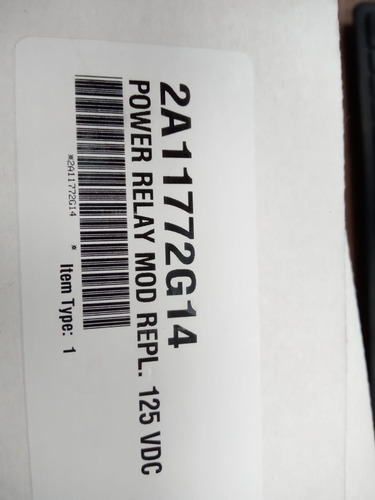 2A11772G14
POWER RELAY MOD REPL. 125 VDC
*2A11772G14 *
Item Type: 1